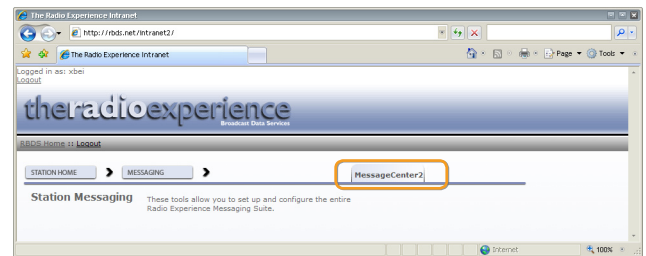 The Radio Experience Intranet
http://rbds.net/intranet2/
The Radio Experience Intranet
Page
Tools
Logged in as: xbei
Logout
theradioexperience
Broadcast Data Services
RBDS Home :: Logout
STATION HOME
MESSAGING
MessageCenter2
Station Messaging
These tools allow you to set up and configure the entire
Radio Experience Messaging Suite.
Internet
100%